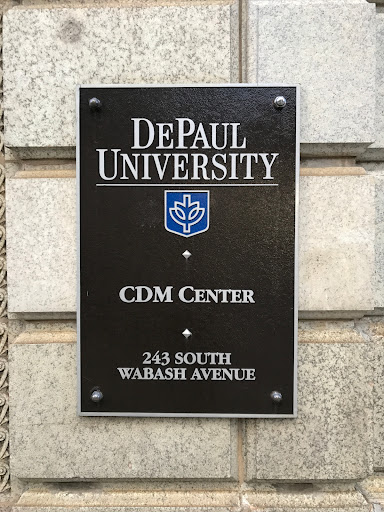 DePaul
University
CDM Center
243 South
Wabash Avenue